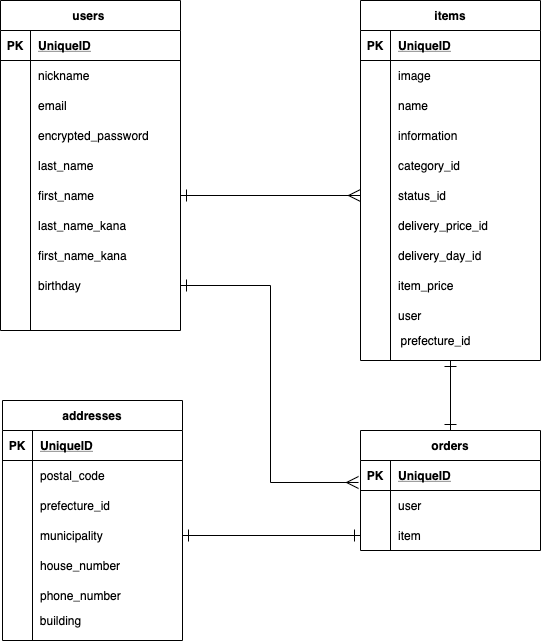 users
PK UniqueID
nickname
email
encrypted_password
last_name
first_name
last_name_kana
first_name_kana
birthday
items
PK UniqueID
image
name
information
category_id
status_id
delivery_price_id
delivery_day_id
item_price
user
prefecture_id
addresses
PK UniqueID
postal_code
prefecture_id
municipality
house_number
phone_number
building
orders
PK UniqueID
user
item